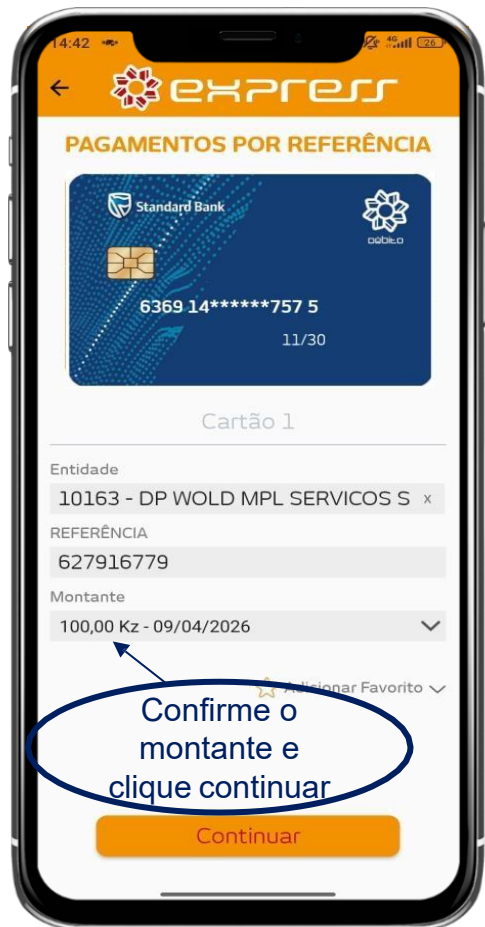 14:42
4G
26
express
PAGAMENTOS POR REFERÊNCIA
Standard Bank
DéBITO
6369 14******757 5
11/30
Cartão 1
Entidade
10163 - DP WOLD MPL SERVICOS S x
REFERÊNCIA
627916779
Montante
100,00 Kz - 09/04/2026
Adicionar Favorito
Confirme o
montante e
clique continuar
Continuar